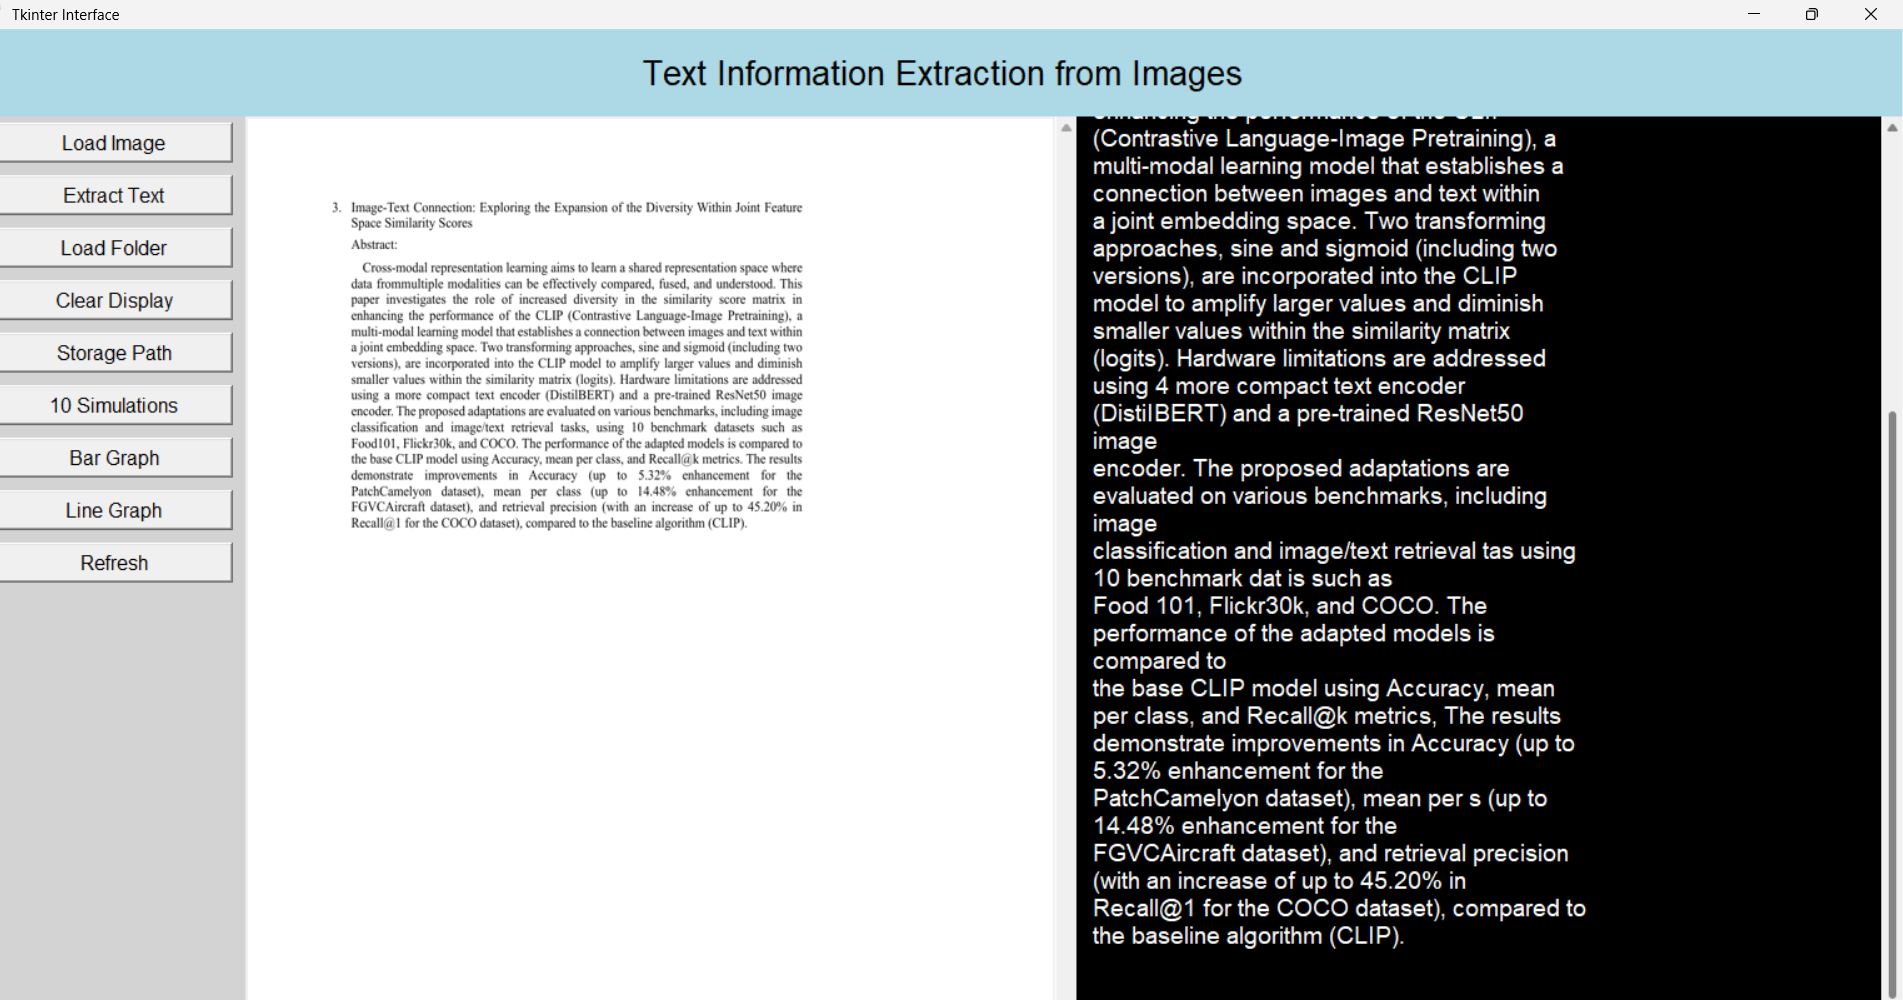 Tkinter Interface
Text Information Extraction from Images
Load Image
Extract Text
Load Folder
Clear Display
Storage Path
10 Simulations
Bar Graph
Line Graph
Refresh
3. Image-Text Connection: Exploring the Expansion of the Diversity Within Joint Feature
Space Similarity Scores
Abstract:
Cross-modal representation learning aims to learn a shared representation space where
data frommultiple modalities can be effectively compared, fused, and understood. This
paper investigates the role of increased diversity in the similarity score matrix in
enhancing the performance of the CLIP (Contrastive Language-Image Pretraining), a
multi-modal learning model that establishes a connection between images and text within
a joint embedding space. Two transforming approaches, sine and sigmoid (including two
versions), are incorporated into the CLIP model to amplify larger values and diminish
smaller values within the similarity matrix (logits). Hardware limitations are addressed
using a more compact text encoder (DistilBERT) and a pre-trained ResNet50 image
encoder. The proposed adaptations are evaluated on various benchmarks, including image
classification and image/text retrieval tasks, using 10 benchmark datasets such as
Food101, Flickr30k, and COCO. The performance of the adapted models is compared to
the base CLIP model using Accuracy, mean per class, and Recall@k metrics. The results
demonstrate improvements in Accuracy (up to 5.32% enhancement for the
PatchCamelyon dataset), mean per class (up to 14.48% enhancement for the
FGVCAircraft dataset), and retrieval precision (with an increase of up to 45.20% in
Recall@1 for the COCO dataset), compared to the baseline algorithm (CLIP).
enhancing the performance of the CLIP
(Contrastive Language-Image Pretraining), a
multi-modal learning model that establishes a
connection between images and text within
a joint embedding space. Two transforming
approaches, sine and sigmoid (including two
versions), are incorporated into the CLIP
model to amplify larger values and diminish
smaller values within the similarity matrix
(logits). Hardware limitations are addressed
using 4 more compact text encoder
(DistilBERT) and a pre-trained ResNet50
image
encoder. The proposed adaptations are
evaluated on various benchmarks, including
image
classification and image/text retrieval tas using
10 benchmark dat is such as
Food 101, Flickr30k, and COCO. The
performance of the adapted models is
compared to
the base CLIP model using Accuracy, mean
per class, and Recall@k metrics, The results
demonstrate improvements in Accuracy (up to
5.32% enhancement for the
PatchCamelyon dataset), mean per s (up to
14.48% enhancement for the
FGVCAircraft dataset), and retrieval precision
(with an increase of up to 45.20% in
Recall@1 for the COCO dataset), compared to
the baseline algorithm (CLIP).